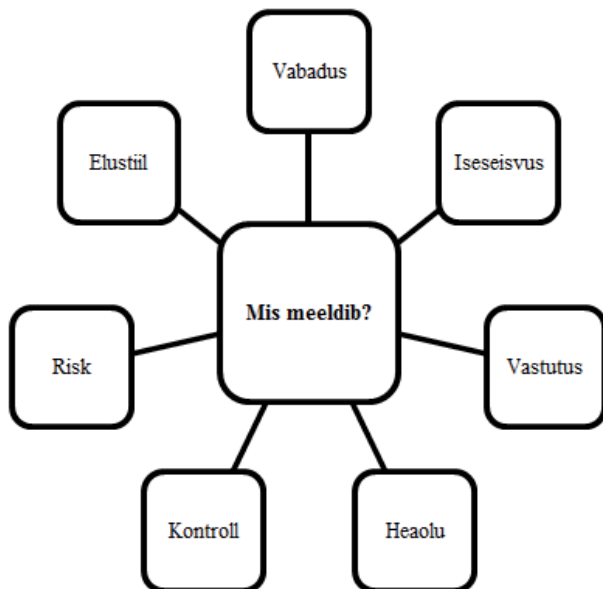 Vabadus
Elustiil
Iseseisvus
Mis meeldib?
Risk
Vastutus
Kontroll
Heaolu